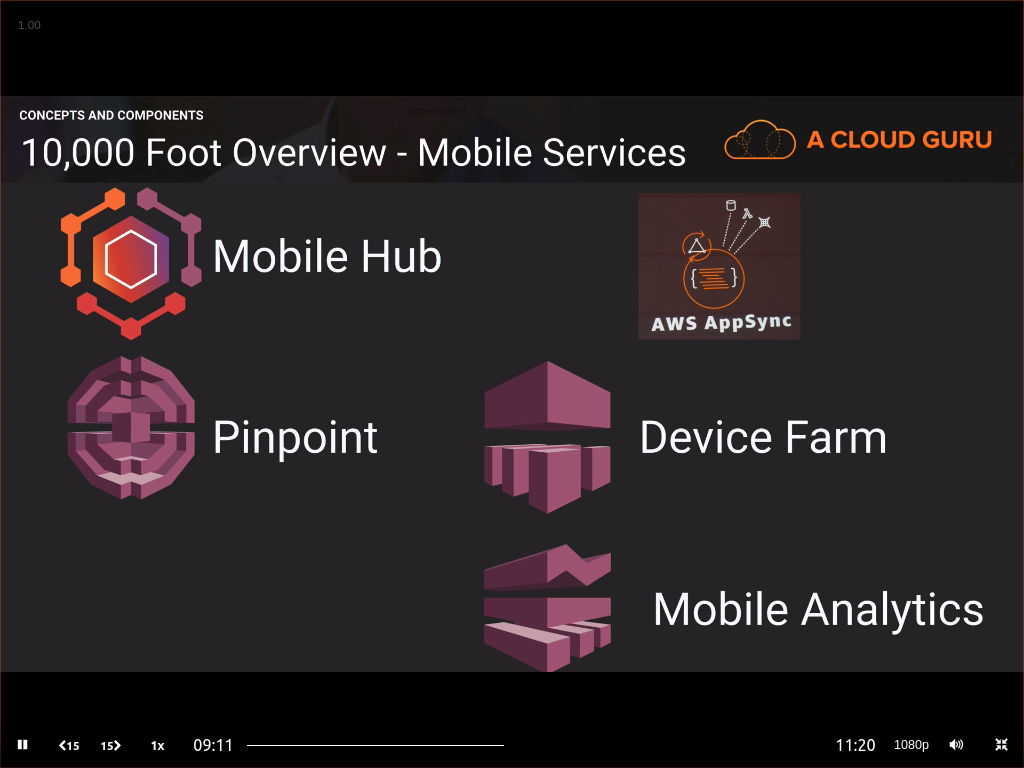 1.00
CONCEPTS AND COMPONENTS
10,000 Foot Overview - Mobile Services
A CLOUD GURU
Mobile Hub
{ }
AWS AppSync
Pinpoint
Device Farm
Mobile Analytics
15
15
1x
09:11
11:20
1080p